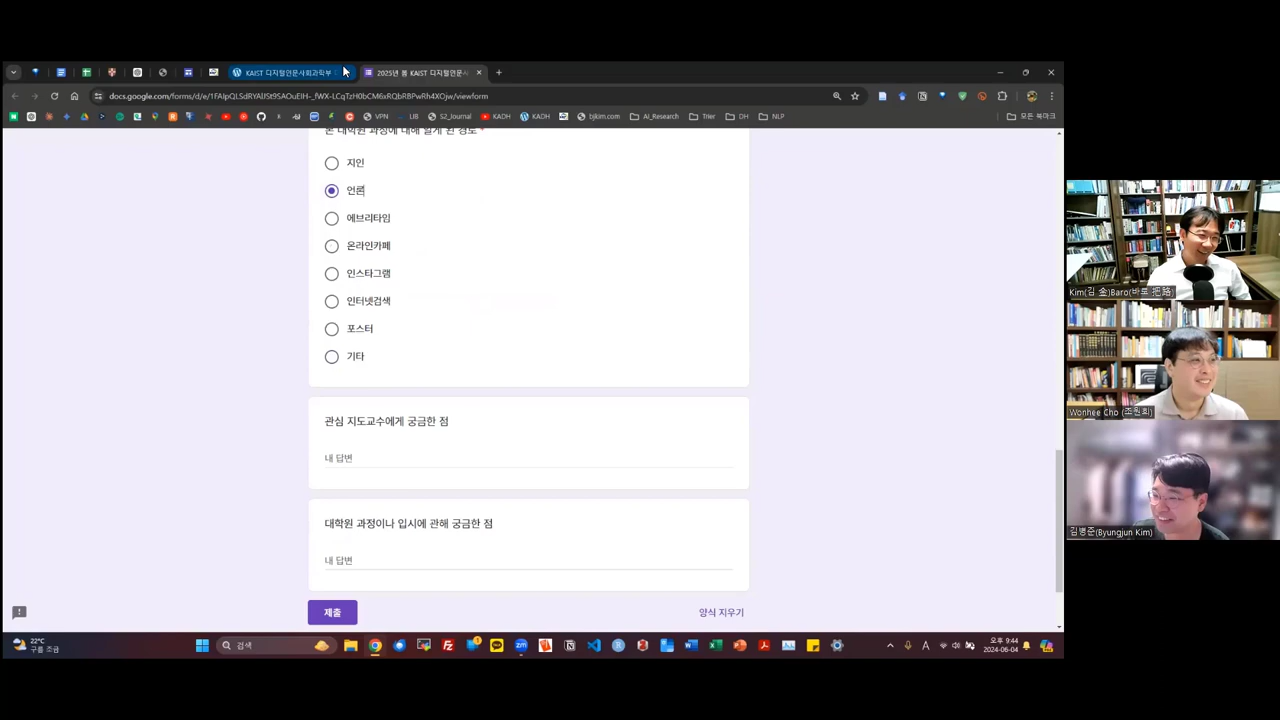 KAIST 디지털인문사회과학부
2025년 봄 KAIST 디지털인문사
docs.google.com/forms/d/e/1FAIpQLSdRYAlJSt9SAOuEIH-_fWX-LCqTzH0bCM6xRQbRBPwRh4XOjw/viewform
VPN
LIB
S2_Journal
KADH
KADH
bjkim.com
AI_Research
Trier
DH
NLP
모든 북마크
본 대학원 과정에 대해 알게 된 경로 *
지인
언론
에브리타임
온라인카페
인스타그램
인터넷검색
포스터
기타
관심 지도교수에게 궁금한 점
내 답변
대학원 과정이나 입시에 관해 궁금한 점
내 답변
제출
양식 지우기
Kim(김 金)Baro(바로 把路)
Wonhee Cho (조원희)
김병준(Byungjun Kim)
22°C
구름 조금
검색
A
오후 9:44
2024-06-04